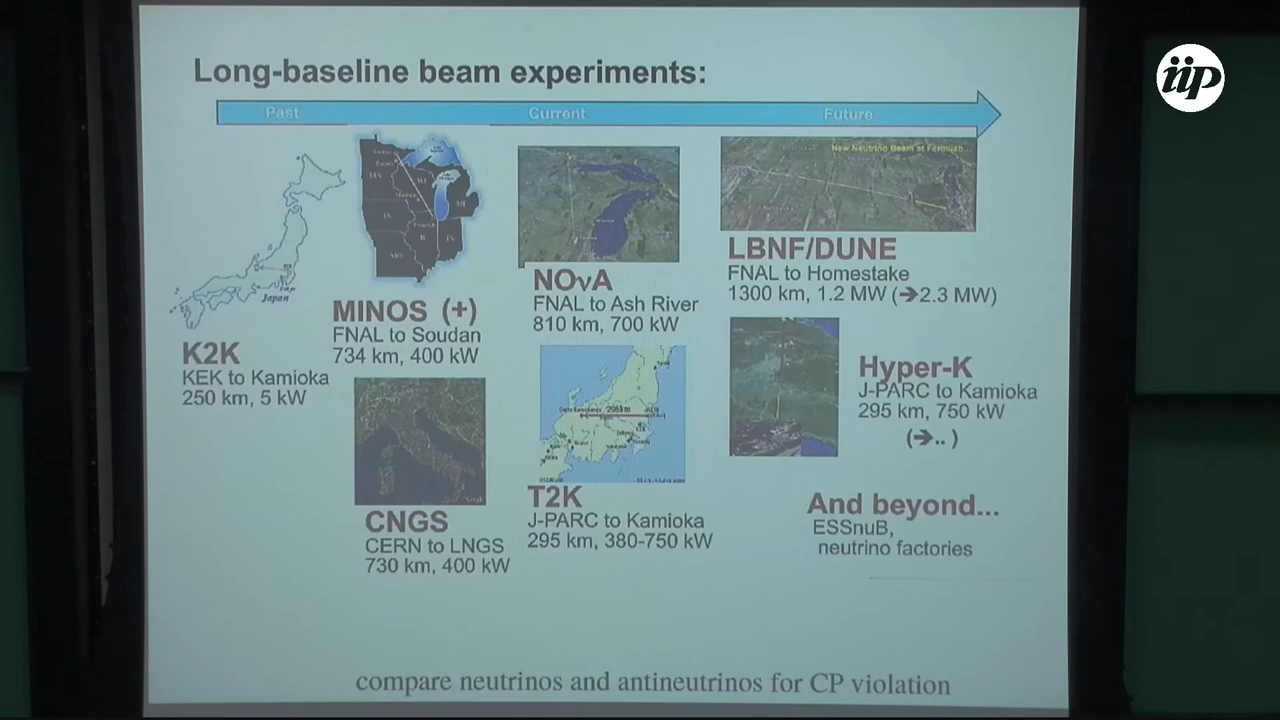 Long-baseline beam experiments:
iip
Past
Current
Future
Japan
K2K
KEK to Kamioka
250 km, 5 kW
MINOS (+)
FNAL to Soudan
734 km, 400 kW
CNGS
CERN to LNGS
730 km, 400 kW
NOνA
FNAL to Ash River
810 km, 700 kW
295km
T2K
J-PARC to Kamioka
295 km, 380-750 kW
New Neutrino Beam at Fermilab...
LBNF/DUNE
FNAL to Homestake
1300 km, 1.2 MW (➔2.3 MW)
Hyper-K
J-PARC to Kamioka
295 km, 750 kW
(➔.. )
And beyond...
ESSnuB,
neutrino factories
compare neutrinos and antineutrinos for CP violation